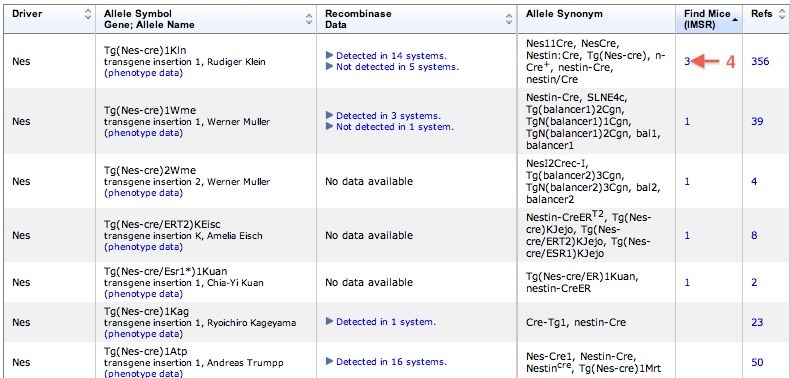 Driver
Allele Symbol
Gene; Allele Name
Recombinase
Data
Allele Synonym
Find Mice
(IMSR)
Refs
Nes
Tg(Nes-cre)1Kln
transgene insertion 1, Rudiger Klein
(phenotype data)
Detected in 14 systems.
Not detected in 5 systems.
Nes11Cre, NesCre,
Nestin:Cre, Tg(Nes-cre), n-
Cre+, nestin-Cre,
nestin/Cre
3
4
356
Nes
Tg(Nes-cre)1Wme
transgene insertion 1, Werner Muller
(phenotype data)
Detected in 3 systems.
Not detected in 1 system.
Nestin-Cre, SLNE4c,
Tg(balancer1)2Cgn,
TgN(balancer1)1Cgn,
TgN(balancer1)2Cgn, bal1,
balancer1
1
39
Nes
Tg(Nes-cre)2Wme
transgene insertion 2, Werner Muller
(phenotype data)
No data available
NesI2Crec-I,
Tg(balancer2)3Cgn,
TgN(balancer2)3Cgn, bal2,
balancer2
1
4
Nes
Tg(Nes-cre/ERT2)KEisc
transgene insertion K, Amelia Eisch
(phenotype data)
No data available
Nestin-CreERT2, Tg(Nes-
cre)KJejo, Tg(Nes-
cre/ERT2)KJejo, Tg(Nes-
cre/ESR1)KJejo
1
8
Nes
Tg(Nes-cre/Esr1*)1Kuan
transgene insertion 1, Chia-Yi Kuan
(phenotype data)
No data available
Tg(Nes-cre/ER)1Kuan,
nestin-CreER
1
2
Nes
Tg(Nes-cre)1Kag
transgene insertion 1, Ryoichiro Kageyama
(phenotype data)
Detected in 1 system.
Cre-Tg1, nestin-Cre
23
Nes
Tg(Nes-cre)1Atp
transgene insertion 1, Andreas Trumpp
(phenotype data)
Detected in 16 systems.
Nes-Cre1, Nestin-Cre,
Nestincre, Tg(Nes-cre)1Mrt
50